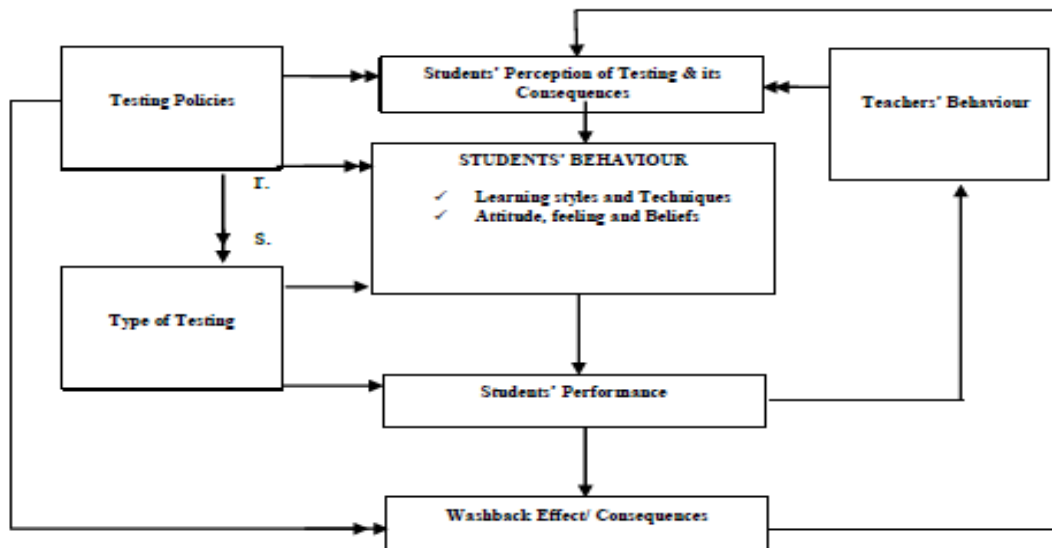 Students' Perception of Testing & its
Consequences
Testing Policies
Teachers' Behaviour
STUDENTS' BEHAVIOUR
r.
✓ Learning styles and Techniques
✓ Attitude, feeling and Beliefs
s.
Type of Testing
Students' Performance
Washback Effect/ Consequences